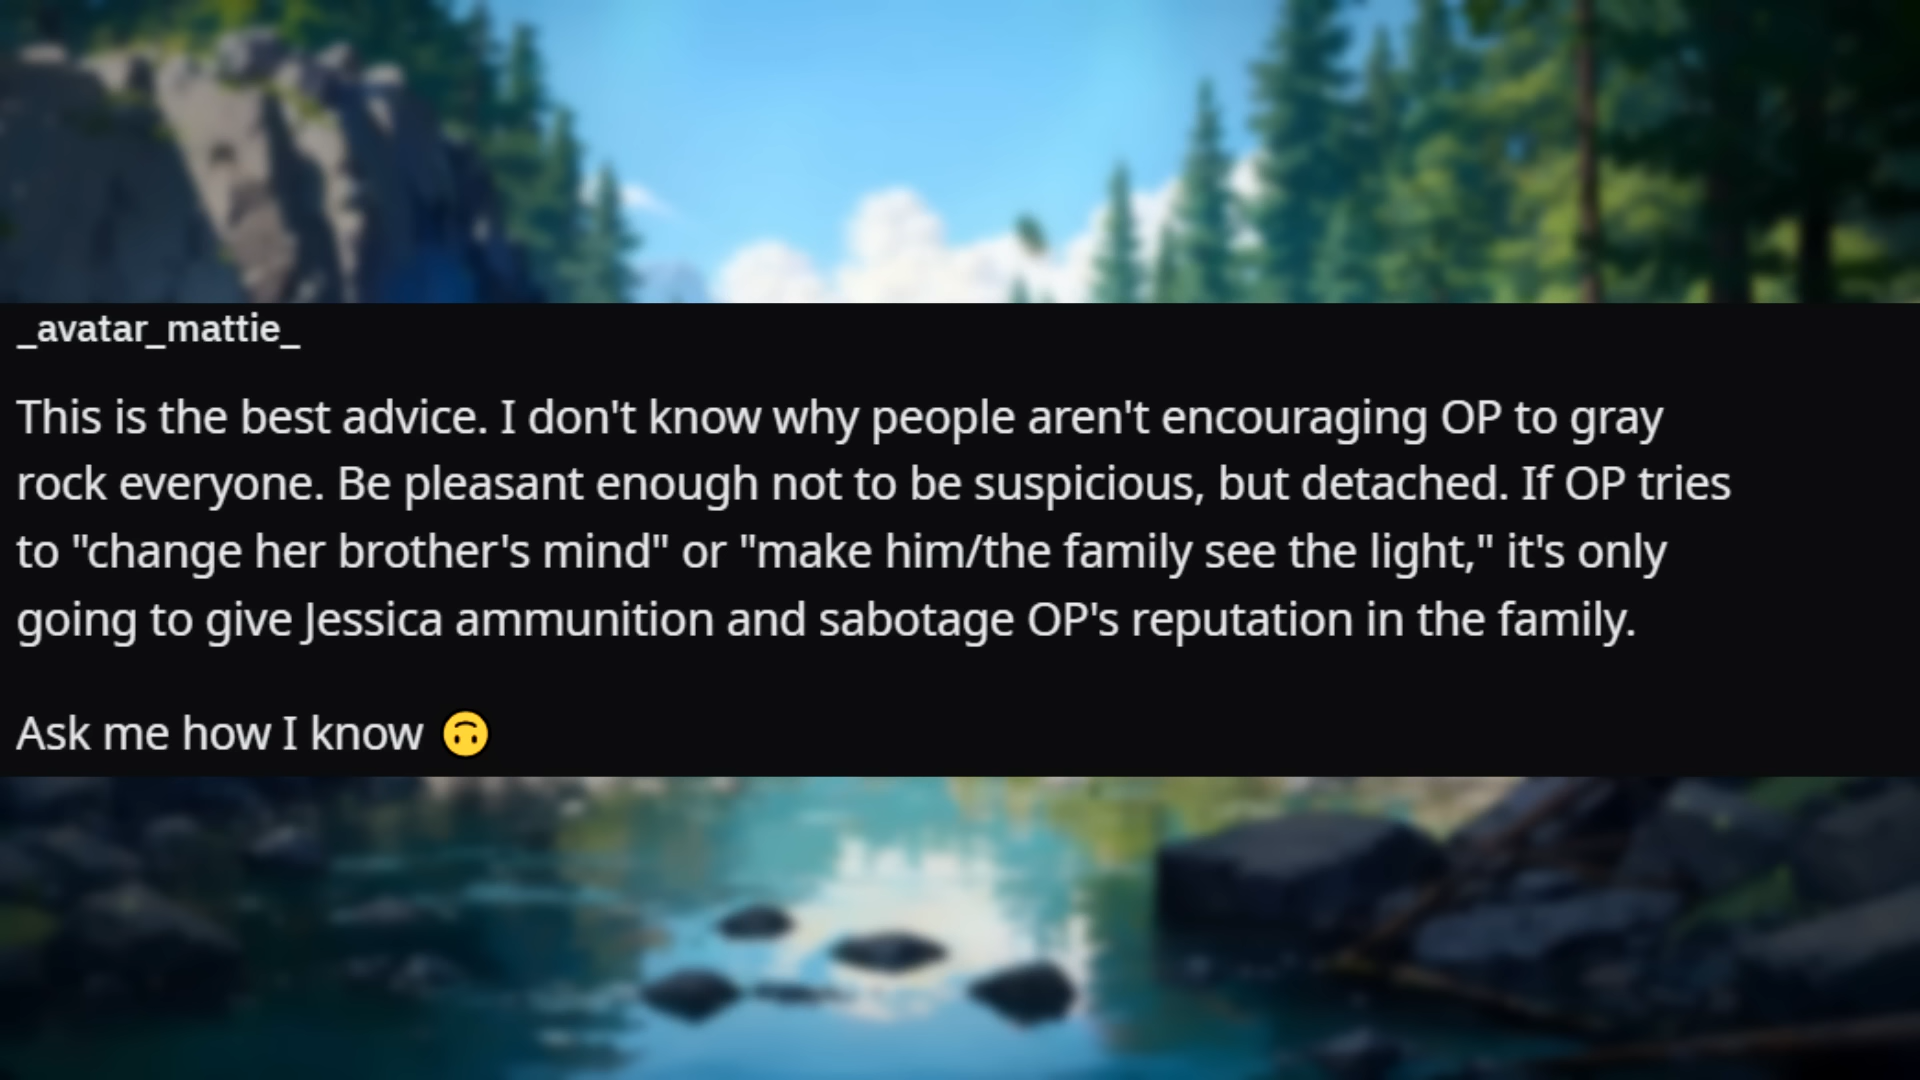 _avatar_mattie_
This is the best advice. I don't know why people aren't encouraging OP to gray
rock everyone. Be pleasant enough not to be suspicious, but detached. If OP tries
to "change her brother's mind" or "make him/the family see the light," it's only
going to give Jessica ammunition and sabotage OP's reputation in the family.
Ask me how I know 🙃